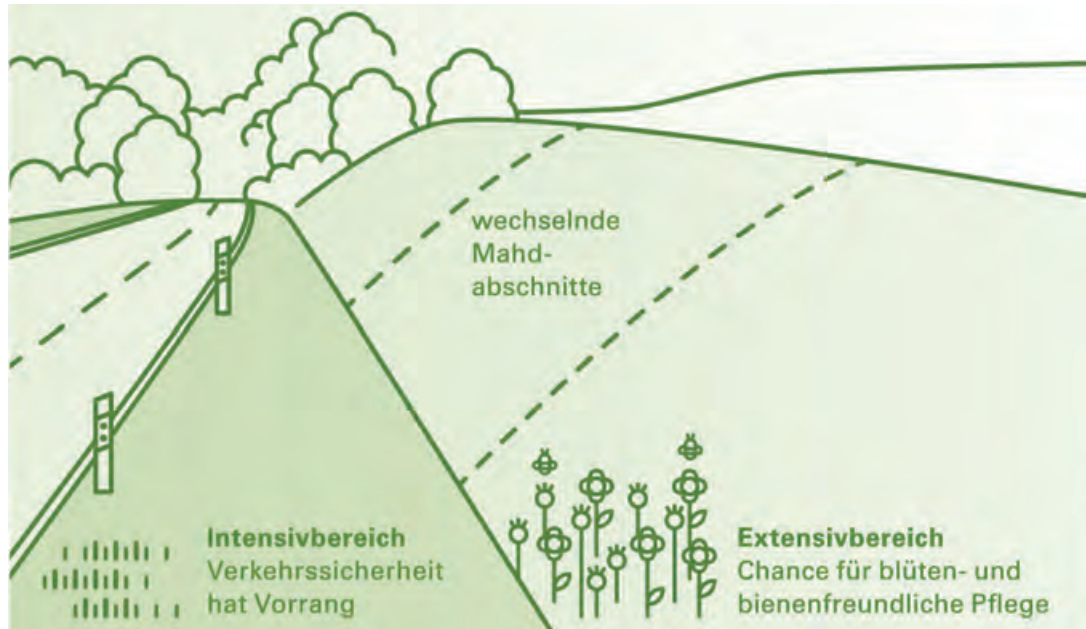 wechselnde
Mahd-
abschnitte
Intensivbereich
Verkehrssicherheit
hat Vorrang
Extensivbereich
Chance für blüten- und
bienenfreundliche Pflege